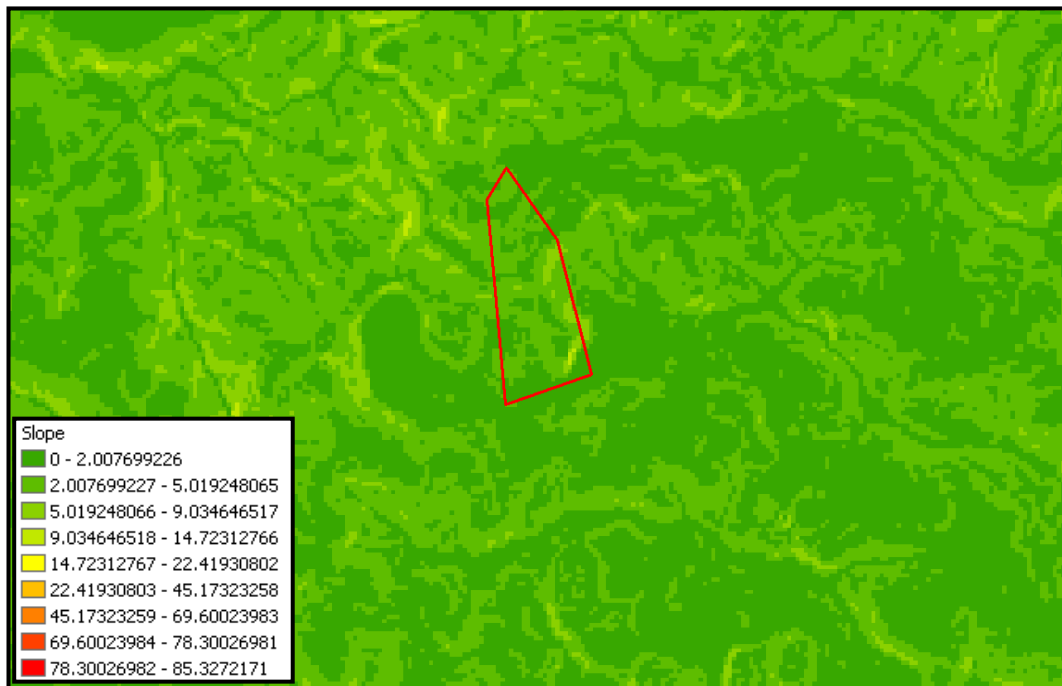 Slope
0 - 2.007699226
2.007699227 - 5.019248065
5.019248066 - 9.034646517
9.034646518 - 14.72312766
14.72312767 - 22.41930802
22.41930803 - 45.17323258
45.17323259 - 69.60023983
69.60023984 - 78.30026981
78.30026982 - 85.3272171